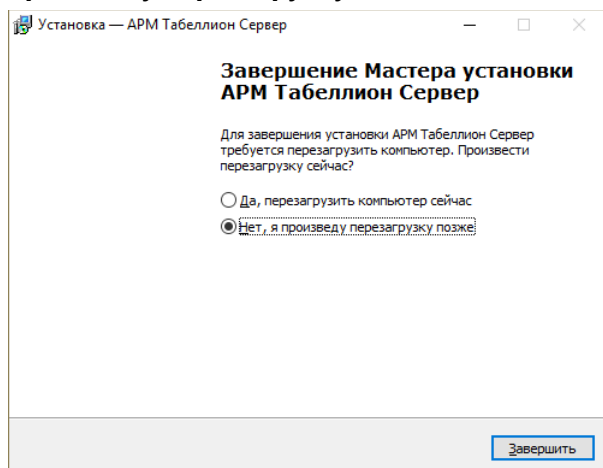 Установка — АРМ Табеллион Сервер
Завершение Мастера установки
АРМ Табеллион Сервер
Для завершения установки АРМ Табеллион Сервер
требуется перезагрузить компьютер. Произвести
перезагрузку сейчас?
Да, перезагрузить компьютер сейчас
Нет, я произведу перезагрузку позже
Завершить